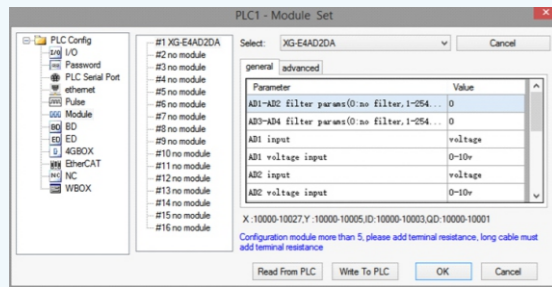 PLC1 - Module Set
PLC Config
I/O
Password
PLC Serial Port
ethernet
Pulse
Module
BD
ED
4GBOX
EtherCAT
NC
WBOX
#1 XG-E4AD2DA
#2 no module
#3 no module
#4 no module
#5 no module
#6 no module
#7 no module
#8 no module
#9 no module
#10 no module
#11 no module
#12 no module
#13 no module
#14 no module
#15 no module
#16 no module
Select: XG-E4AD2DA Cancel
general advanced
Parameter Value
AD1-AD2 filter params(0:no filter,1-254... 0
AD3-AD4 filter params(0:no filter,1-254... 0
AD1 input voltage
AD1 voltage input 0-10v
AD2 input voltage
AD2 voltage input 0-10v
X :10000-10027,Y :10000-10005,ID:10000-10003,QD:10000-10001
Configuration module more than 5, please add terminal resistance, long cable must
add terminal resistance
Read From PLC Write To PLC OK Cancel